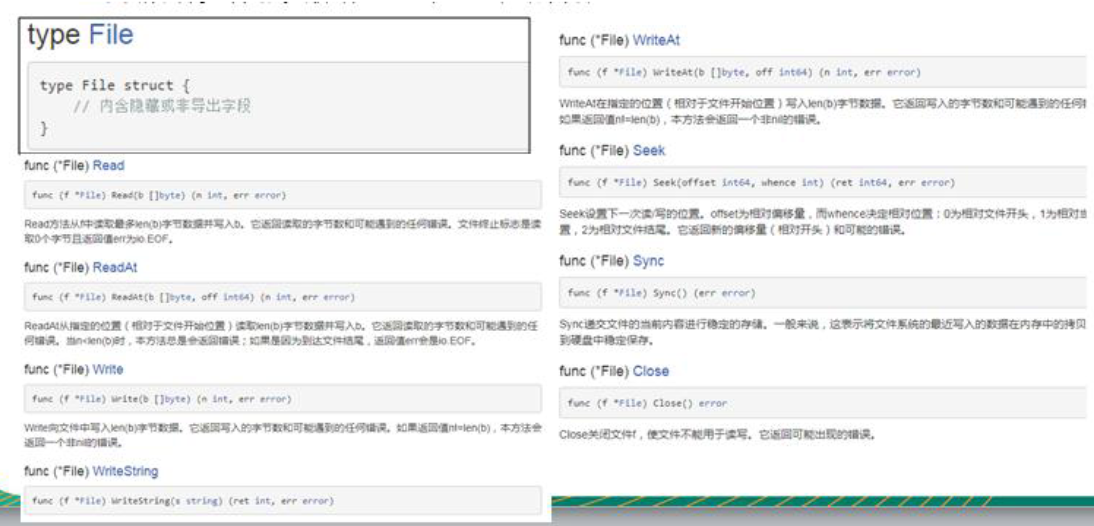 type File
type File struct {
// 内含隐藏或非导出字段
}
func (*File) Read
func (f *File) Read(b []byte) (n int, err error)
Read方法从f中读取最多len(b)字节数据并写入b。它返回读取的字节数和可能遇到的任何错误。文件终止标志是读
取0个字节且返回值err为io.EOF。
func (*File) ReadAt
func (f *File) ReadAt(b []byte, off int64) (n int, err error)
ReadAt从指定的位置（相对于文件开始位置）读取len(b)字节数据并写入b。它返回读取的字节数和可能遇到的任
何错误。当n<len(b)时，本方法总是会返回错误；如果是因为到达文件结尾，返回值err会是io.EOF。
func (*File) Write
func (f *File) Write(b []byte) (n int, err error)
Write向文件中写入len(b)字节数据。它返回写入的字节数和可能遇到的任何错误。如果返回值n!=len(b)，本方法会
返回一个非nil的错误。
func (*File) WriteString
func (f *File) WriteString(s string) (ret int, err error)
func (*File) WriteAt
func (f *File) WriteAt(b []byte, off int64) (n int, err error)
WriteAt在指定的位置（相对于文件开始位置）写入len(b)字节数据。它返回写入的字节数和可能遇到的任何
如果返回值n!=len(b)，本方法会返回一个非nil的错误。
func (*File) Seek
func (f *File) Seek(offset int64, whence int) (ret int64, err error)
Seek设置下一次读/写的位置。offset为相对偏移量，而whence决定相对位置：0为相对文件开头，1为相对
置，2为相对文件结尾。它返回新的偏移量（相对开头）和可能的错误。
func (*File) Sync
func (f *File) Sync() (err error)
Sync递交文件的当前内容进行稳定的存储。一般来说，这表示将文件系统的最近写入的数据在内存中的拷贝
到硬盘中稳定保存。
func (*File) Close
func (f *File) Close() error
Close关闭文件f，使文件不能用于读写。它返回可能出现的错误。